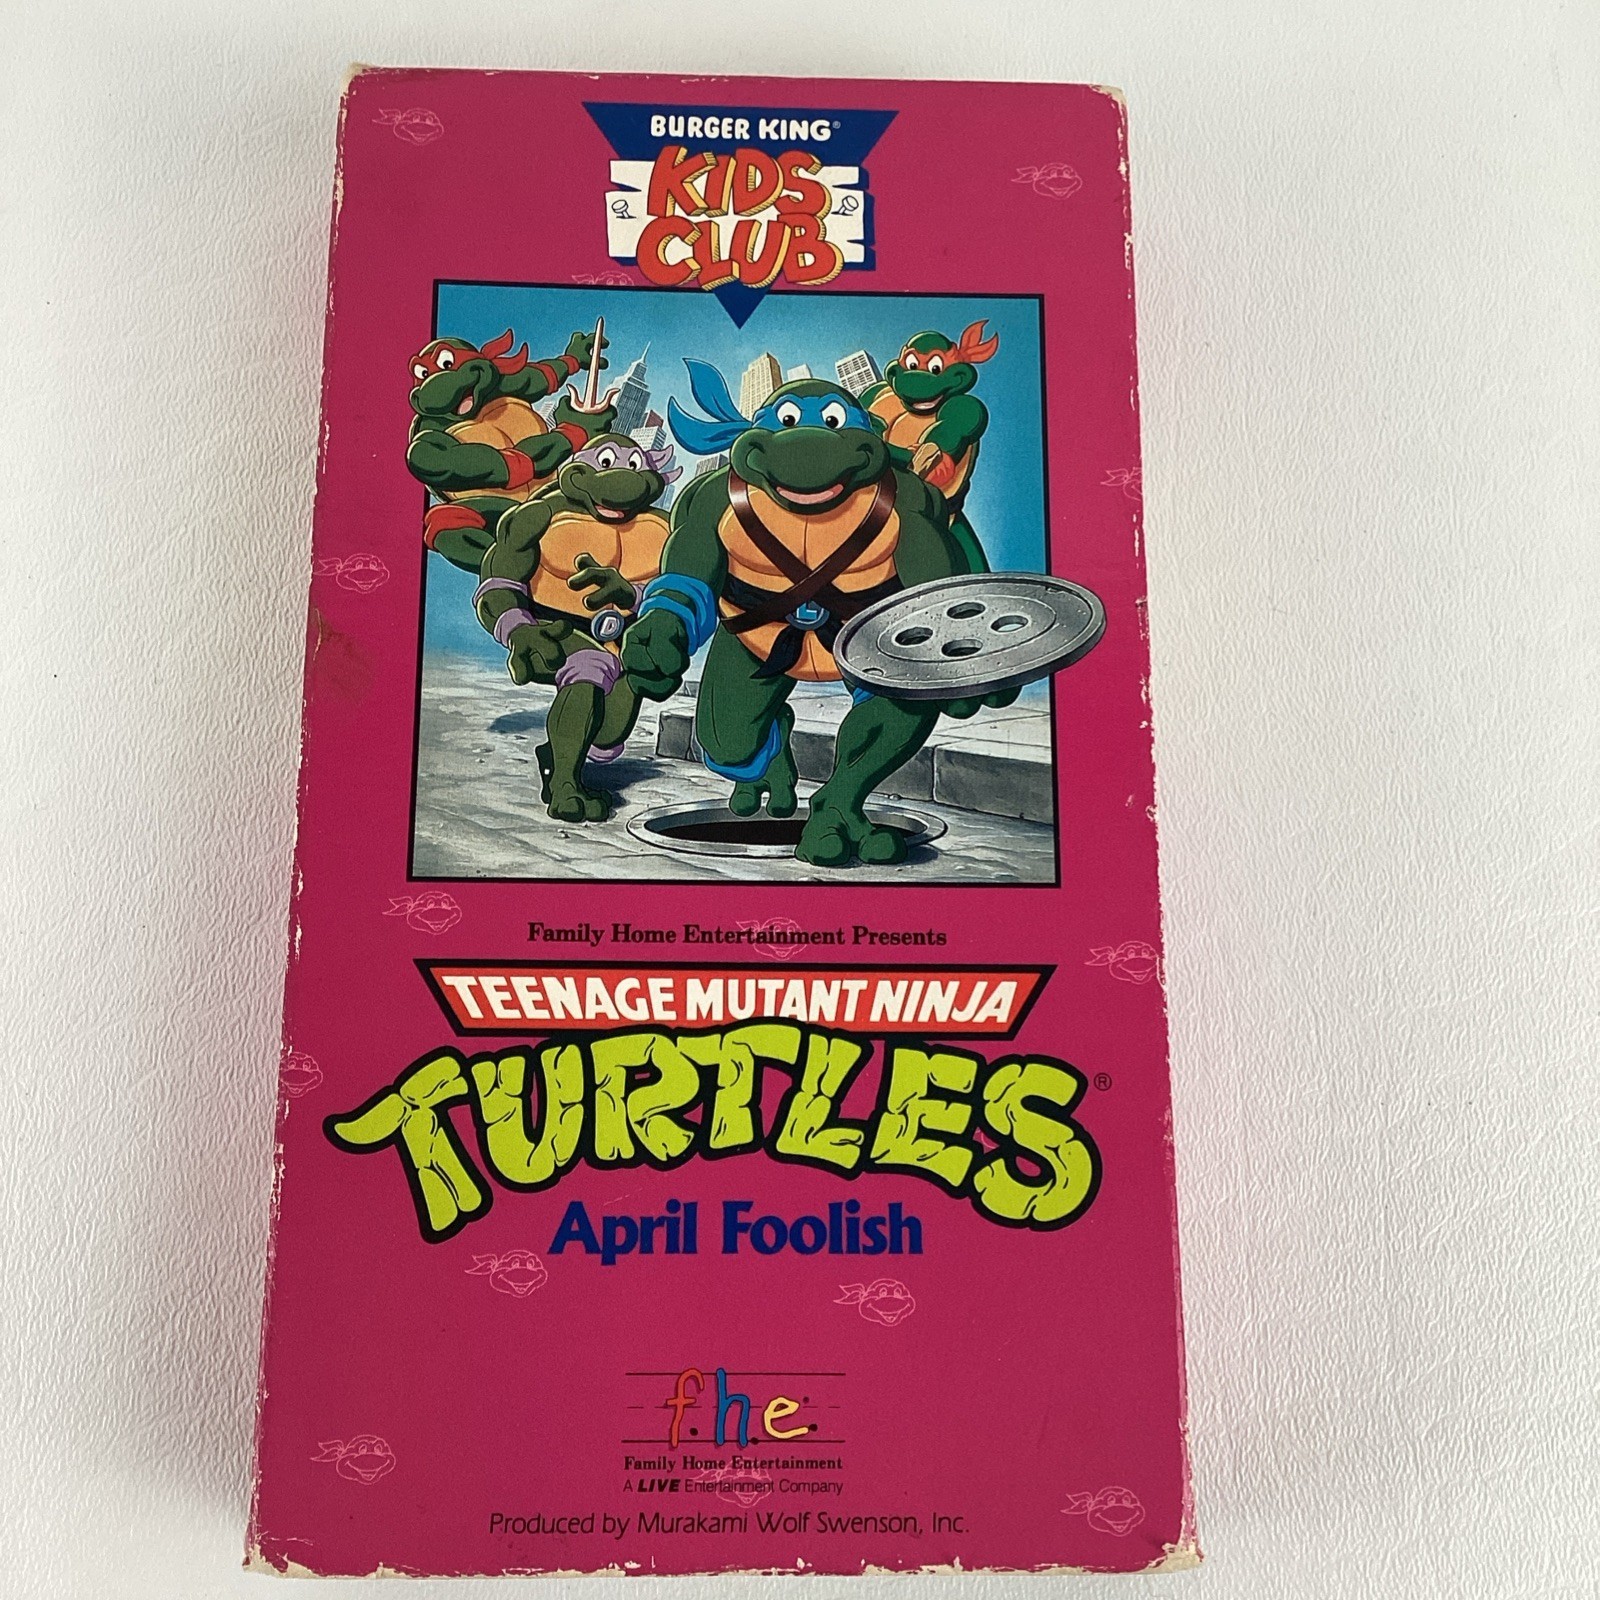 BURGER KING®
KIDS
CLUB
D
L
Family Home Entertainment Presents
TEENAGE MUTANT NINJA
TURTLES®
April Foolish
f.h.e.
Family Home Entertainment
A LIVE Entertainment Company
Produced by Murakami Wolf Swenson, Inc.